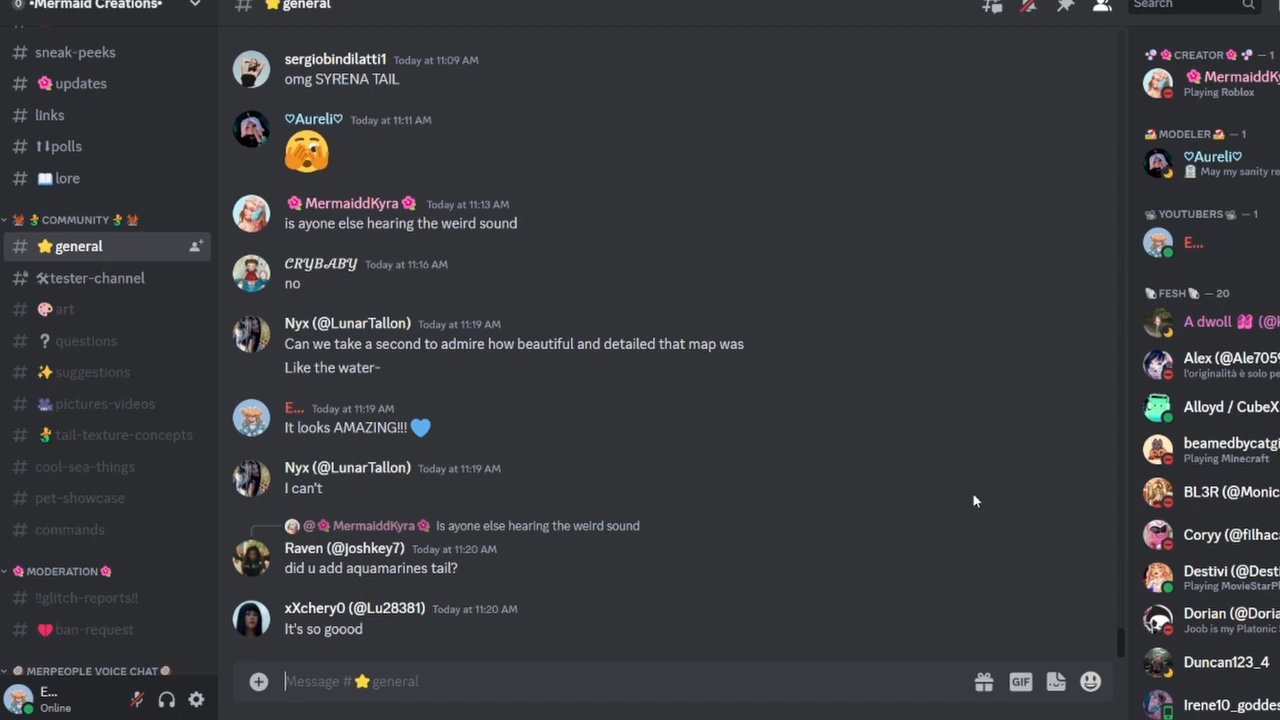 •Mermaid Creations•
sneak-peeks
updates
links
polls
lore
COMMUNITY
general
tester-channel
art
questions
suggestions
pictures-videos
tail-texture-concepts
cool-sea-things
pet-showcase
commands
MODERATION
!!glitch-reports!!
ban-request
MERPEOPLE VOICE CHAT
E...
Online
general
sergiobindilatti1 Today at 11:09 AM
omg SYRENA TAIL
♡Aureli♡ Today at 11:11 AM
MermaiddKyra Today at 11:13 AM
is ayone else hearing the weird sound
CRYBABY Today at 11:16 AM
no
Nyx (@LunarTallon) Today at 11:19 AM
Can we take a second to admire how beautiful and detailed that map was
Like the water-
E... Today at 11:19 AM
It looks AMAZING!!! 💙
Nyx (@LunarTallon) Today at 11:19 AM
I can't
@🌺MermaiddKyra🌺 is ayone else hearing the weird sound
Raven (@joshkey7) Today at 11:20 AM
did u add aquamarines tail?
xXchery0 (@Lu28381) Today at 11:20 AM
It's so goood
Message #⭐general
GIF
Search
CREATOR — 1
MermaiddKy
Playing Roblox
MODELER — 1
♡Aureli♡
May my sanity re
YOUTUBERS — 1
E...
FESH — 20
A dwoll
Alex (@Ale7059
l'originalità è solo pe
Alloyd / CubeX
beamedbycatgi
Playing Minecraft
BL3R (@Monic
Coryy (@filhaca
Destivi (@Desti
Playing MovieStarPl
Dorian (@Doria
Joob is my Platonic
Duncan123_4
Irene10_goddes